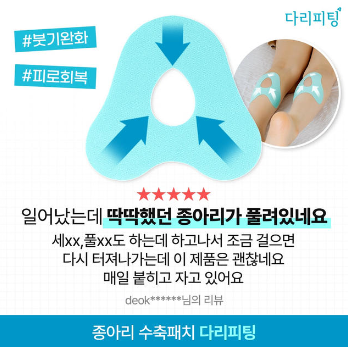 다리피팅
#붓기완화
#피로회복
★★★★★
일어났는데 딱딱했던 종아리가 풀려있네요
세xx,풀xx도 하는데 하고나서 조금 걸으면
다시 터져나가는데 이 제품은 괜찮네요
매일 붙히고 자고 있어요
deok******님의 리뷰
종아리 수축패치 다리피팅